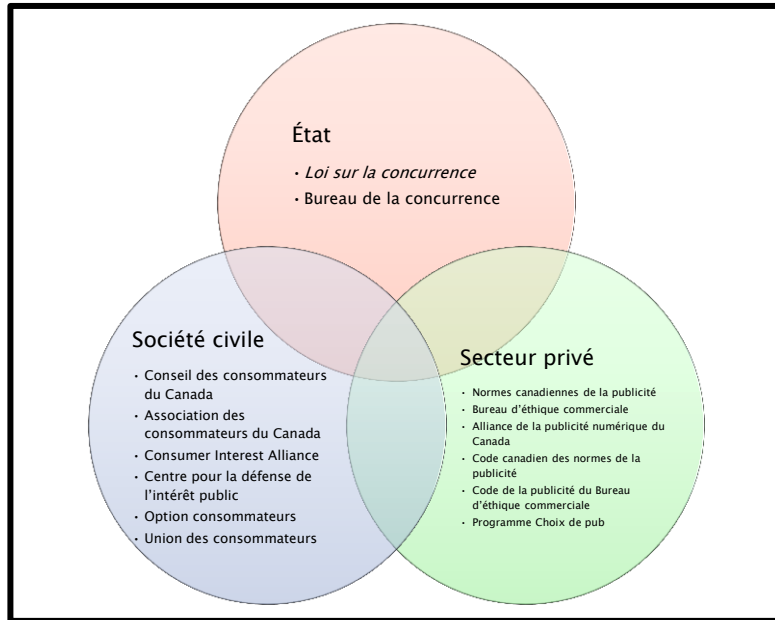 État
• Loi sur la concurrence
• Bureau de la concurrence
Société civile
• Conseil des consommateurs
du Canada
• Association des
consommateurs du Canada
• Consumer Interest Alliance
• Centre pour la défense de
l'intérêt public
• Option consommateurs
• Union des consommateurs
Secteur privé
• Normes canadiennes de la publicité
• Bureau d'éthique commerciale
• Alliance de la publicité numérique du
Canada
• Code canadien des normes de la
publicité
• Code de la publicité du Bureau
d'éthique commerciale
• Programme Choix de pub